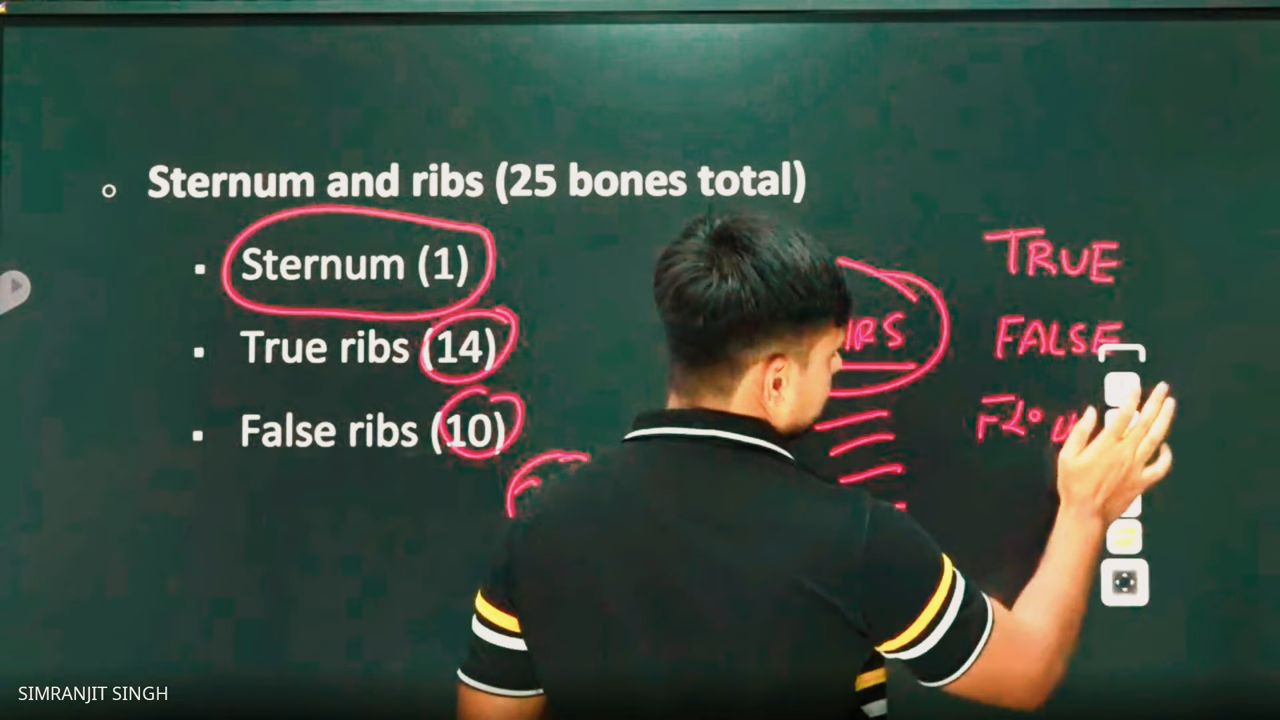 Sternum and ribs (25 bones total)
Sternum (1)
True ribs (14)
False ribs (10)
TRUE
FALSE
SIMRANJIT SINGH